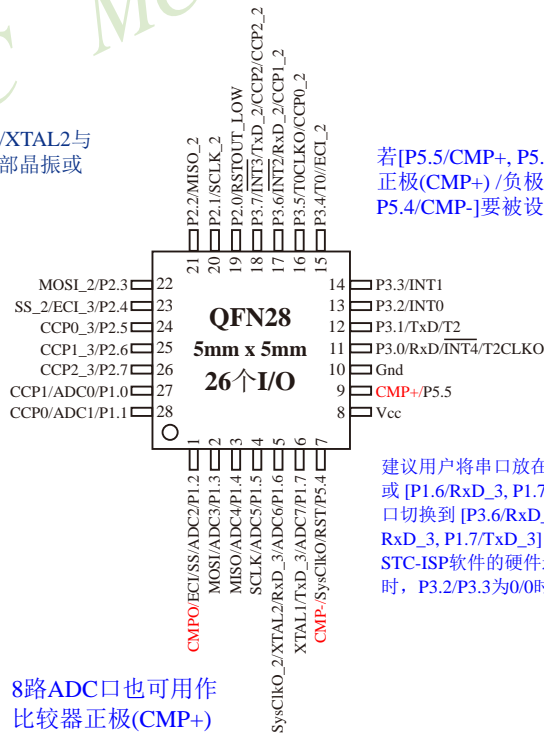 C MC
/XTAL2与
部晶振或
P2.2/MISO_2
P2.1/SCLK_2
P2.0/RSTOUT_LOW
P3.7/INT3/TxD_2/CCP2/CCP2_2
P3.6/INT2/RxD_2/CCP1_2
P3.5/T0CLKO/CCP0_2
P3.4/T0//ECI_2
若[P5.5/CMP+, P5.
正极(CMP+) /负极
P5.4/CMP-]要被设
21
20
19
18
17
16
15
MOSI_2/P2.3 22
SS_2/ECI_3/P2.4 23
CCP0_3/P2.5 24
CCP1_3/P2.6 25
CCP2_3/P2.7 26
CCP1/ADC0/P1.0 27
CCP0/ADC1/P1.1 28
QFN28
5mm x 5mm
26个I/O
14 P3.3/INT1
13 P3.2/INT0
12 P3.1/TxD/T2
11 P3.0/RxD/INT4/T2CLKO
10 Gnd
9 CMP+/P5.5
8 Vcc
1
2
3
4
5
6
7
CMPO/ECI/SS/ADC2/P1.2
MOSI/ADC3/P1.3
MISO/ADC4/P1.4
SCLK/ADC5/P1.5
SysClkO_2/XTAL2/RxD_3/ADC6/P1.6
XTAL1/TxD_3/ADC7/P1.7
CMP-/SysClkO/RST/P5.4
建议用户将串口放在
或 [P1.6/RxD_3, P1.7
口切换到 [P3.6/RxD_
RxD_3, P1.7/TxD_3]
STC-ISP软件的硬件
时，P3.2/P3.3为0/0时
8路ADC口也可用作
比较器正极(CMP+)